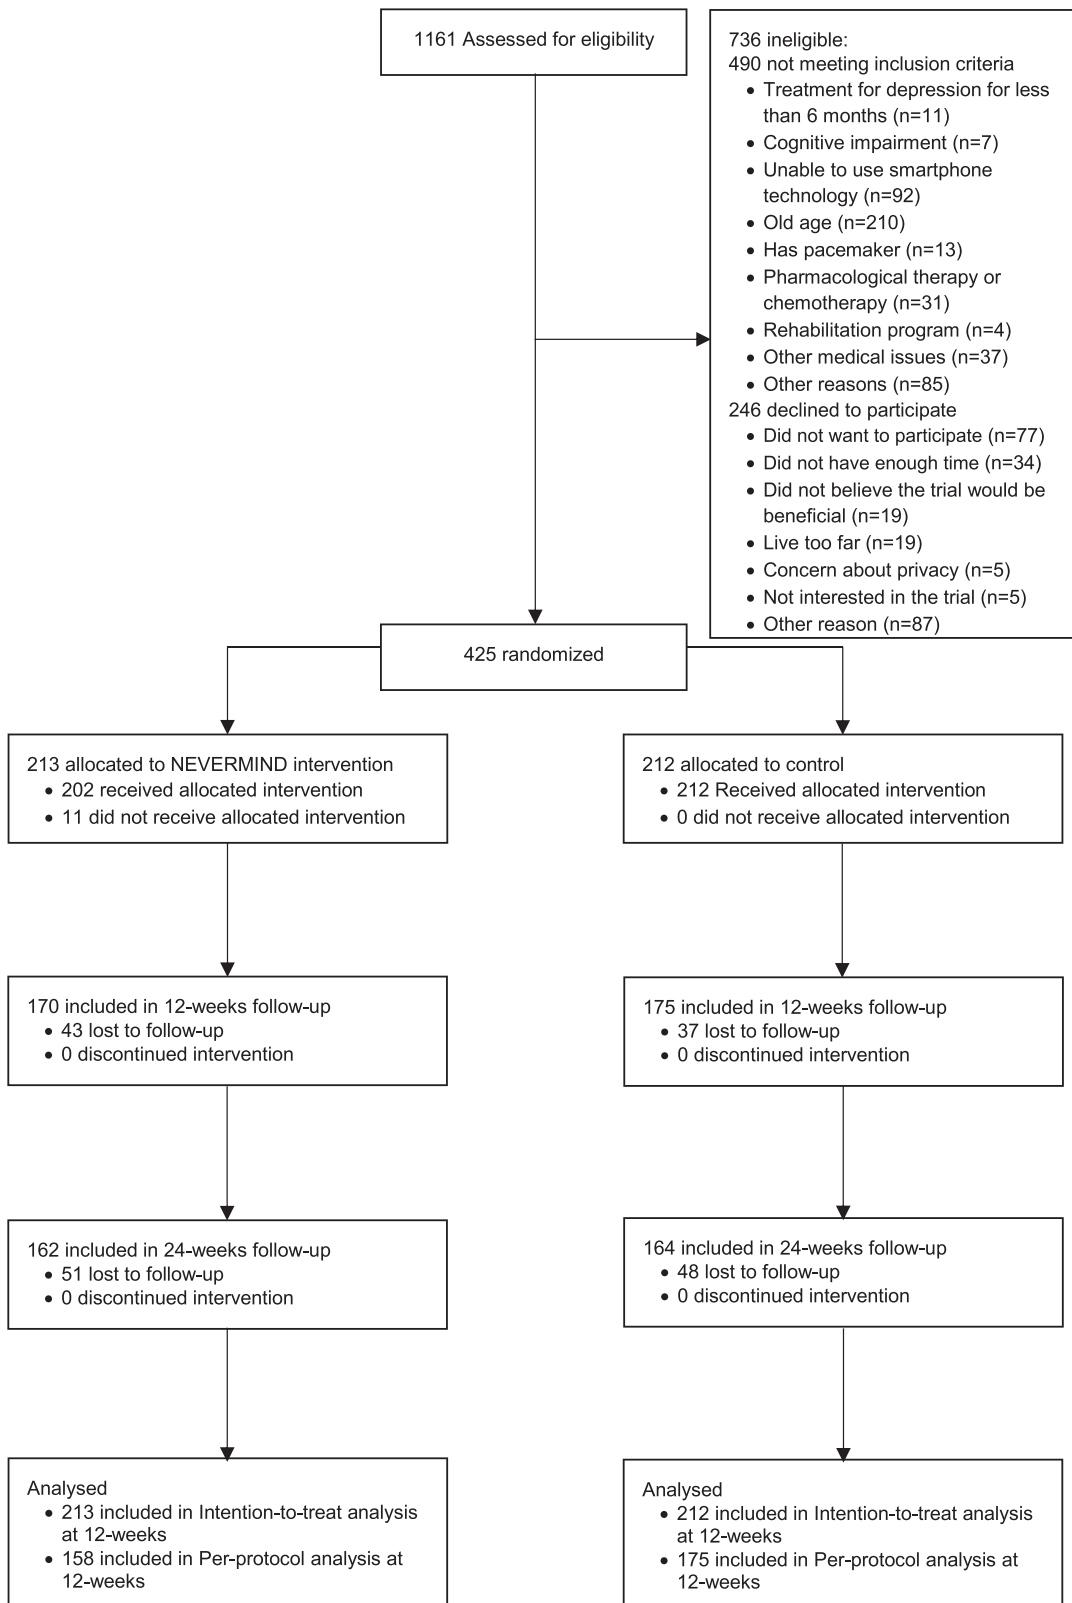 1161 Assessed for eligibility
736 ineligible:
490 not meeting inclusion criteria
• Treatment for depression for less
than 6 months (n=11)
• Cognitive impairment (n=7)
• Unable to use smartphone
technology (n=92)
• Old age (n=210)
• Has pacemaker (n=13)
• Pharmacological therapy or
chemotherapy (n=31)
• Rehabilitation program (n=4)
• Other medical issues (n=37)
• Other reasons (n=85)
246 declined to participate
• Did not want to participate (n=77)
• Did not have enough time (n=34)
• Did not believe the trial would be
beneficial (n=19)
• Live too far (n=19)
• Concern about privacy (n=5)
• Not interested in the trial (n=5)
• Other reason (n=87)
425 randomized
213 allocated to NEVERMIND intervention
• 202 received allocated intervention
• 11 did not receive allocated intervention
212 allocated to control
• 212 Received allocated intervention
• 0 did not receive allocated intervention
170 included in 12-weeks follow-up
• 43 lost to follow-up
• 0 discontinued intervention
175 included in 12-weeks follow-up
• 37 lost to follow-up
• 0 discontinued intervention
162 included in 24-weeks follow-up
• 51 lost to follow-up
• 0 discontinued intervention
164 included in 24-weeks follow-up
• 48 lost to follow-up
• 0 discontinued intervention
Analysed
• 213 included in Intention-to-treat analysis
at 12-weeks
• 158 included in Per-protocol analysis at
12-weeks
Analysed
• 212 included in Intention-to-treat analysis
at 12-weeks
• 175 included in Per-protocol analysis at
12-weeks